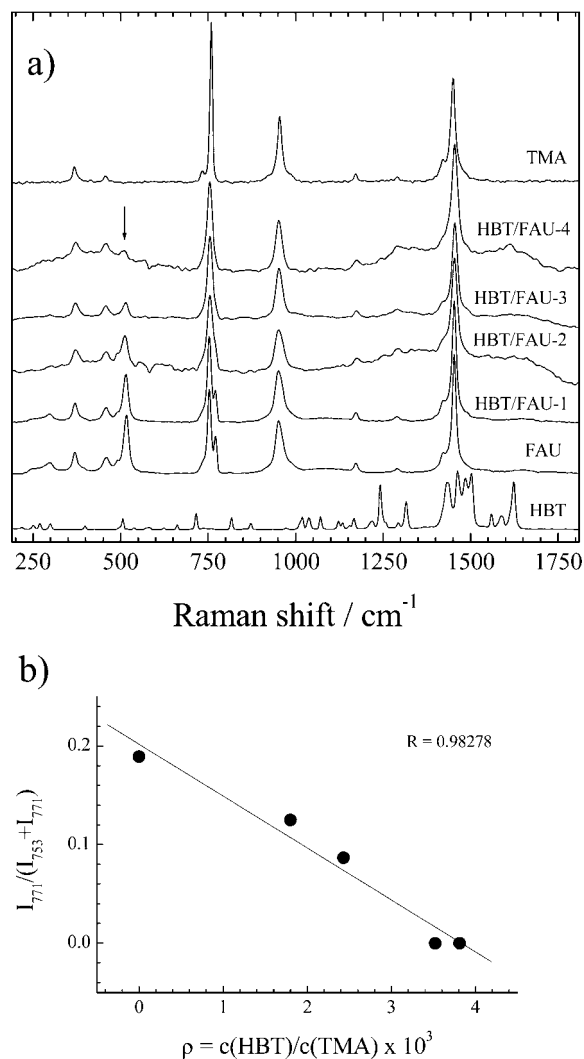 a)
TMA
HBT/FAU-4
HBT/FAU-3
HBT/FAU-2
HBT/FAU-1
FAU
HBT
250 500 750 1000 1250 1500 1750
Raman shift / cm⁻¹
b)
R = 0.98278
0.2
0.1
0.0
I₇₇₁/(I₇₅₃+I₇₇₁)
0 1 2 3 4
ρ = c(HBT)/c(TMA) x 10³